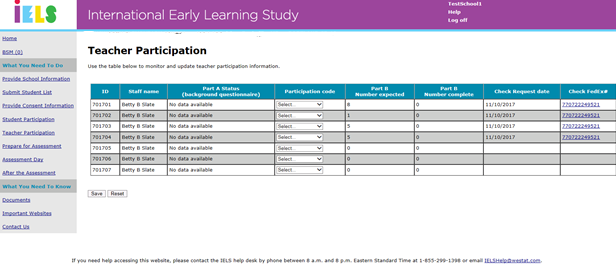 IELS International Early Learning Study
TestSchool1
Help
Log off
Home
BSM (0)
What You Need To Do
Provide School Information
Submit Student List
Provide Consent Information
Student Participation
Teacher Participation
Prepare for Assessment
Assessment Day
After the Assessment
What You Need To Know
Documents
Important Websites
Contact Us
Teacher Participation
Use the table below to monitor and update teacher participation information.
ID Staff name Part A Status (background questionnaire) Participation code Part B Number expected Part B Number complete Check Request date Check FedEx#
701701 Betty B Slate No data available Select... 8 0 11/10/2017 770722249521
701702 Betty B Slate No data available Select... 1 0 11/10/2017 770722249521
701703 Betty B Slate No data available Select... 5 0 11/10/2017 770722249521
701704 Betty B Slate No data available Select... 5 0 11/10/2017 770722249521
701705 Betty B Slate No data available Select... 0 0
701706 Betty B Slate No data available Select... 0 0
701707 Betty B Slate No data available Select... 0 0
Save Reset
If you need help accessing this website, please contact the IELS help desk by phone between 8 a.m. and 8 p.m. Eastern Standard Time at 1-855-299-1398 or email IELSHelp@westat.com.